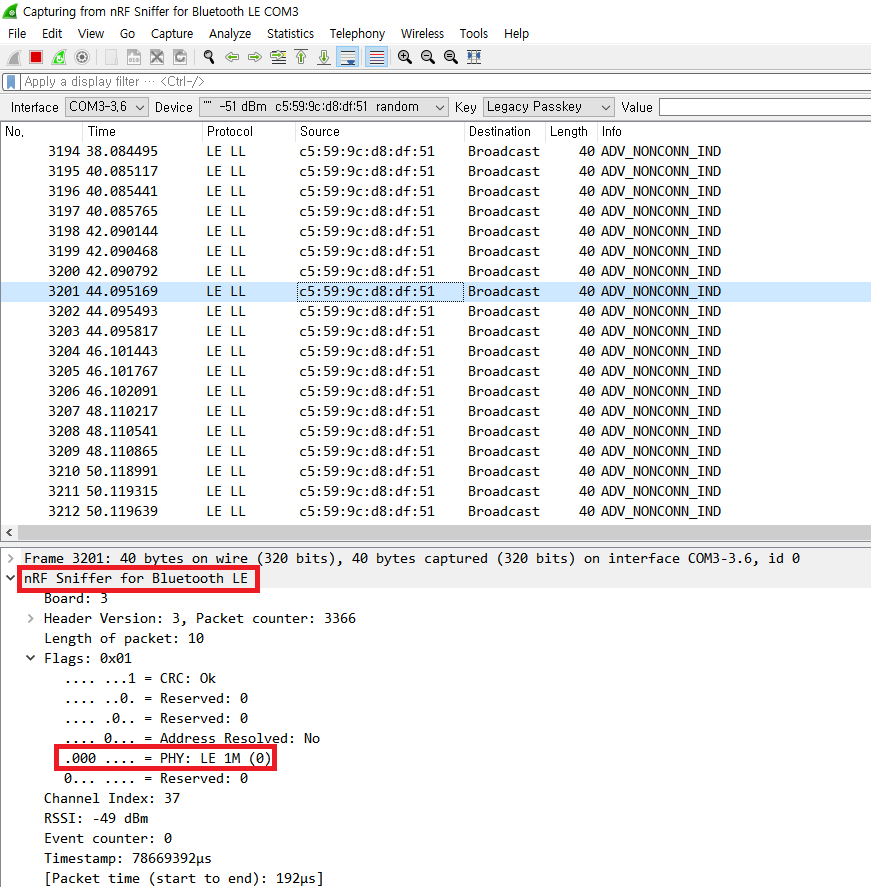 Capturing from nRF Sniffer for Bluetooth LE COM3
File Edit View Go Capture Analyze Statistics Telephony Wireless Tools Help
Apply a display filter ··· <Ctrl-/>
Interface COM3-3,6 Device "" -51 dBm c5:59:9c:d8:df:51 random Key Legacy Passkey Value
No. Time Protocol Source Destination Length Info
3194 38.084495 LE LL c5:59:9c:d8:df:51 Broadcast 40 ADV_NONCONN_IND
3195 40.085117 LE LL c5:59:9c:d8:df:51 Broadcast 40 ADV_NONCONN_IND
3196 40.085441 LE LL c5:59:9c:d8:df:51 Broadcast 40 ADV_NONCONN_IND
3197 40.085765 LE LL c5:59:9c:d8:df:51 Broadcast 40 ADV_NONCONN_IND
3198 42.090144 LE LL c5:59:9c:d8:df:51 Broadcast 40 ADV_NONCONN_IND
3199 42.090468 LE LL c5:59:9c:d8:df:51 Broadcast 40 ADV_NONCONN_IND
3200 42.090792 LE LL c5:59:9c:d8:df:51 Broadcast 40 ADV_NONCONN_IND
3201 44.095169 LE LL c5:59:9c:d8:df:51 Broadcast 40 ADV_NONCONN_IND
3202 44.095493 LE LL c5:59:9c:d8:df:51 Broadcast 40 ADV_NONCONN_IND
3203 44.095817 LE LL c5:59:9c:d8:df:51 Broadcast 40 ADV_NONCONN_IND
3204 46.101443 LE LL c5:59:9c:d8:df:51 Broadcast 40 ADV_NONCONN_IND
3205 46.101767 LE LL c5:59:9c:d8:df:51 Broadcast 40 ADV_NONCONN_IND
3206 46.102091 LE LL c5:59:9c:d8:df:51 Broadcast 40 ADV_NONCONN_IND
3207 48.110217 LE LL c5:59:9c:d8:df:51 Broadcast 40 ADV_NONCONN_IND
3208 48.110541 LE LL c5:59:9c:d8:df:51 Broadcast 40 ADV_NONCONN_IND
3209 48.110865 LE LL c5:59:9c:d8:df:51 Broadcast 40 ADV_NONCONN_IND
3210 50.118991 LE LL c5:59:9c:d8:df:51 Broadcast 40 ADV_NONCONN_IND
3211 50.119315 LE LL c5:59:9c:d8:df:51 Broadcast 40 ADV_NONCONN_IND
3212 50.119639 LE LL c5:59:9c:d8:df:51 Broadcast 40 ADV_NONCONN_IND
Frame 3201: 40 bytes on wire (320 bits), 40 bytes captured (320 bits) on interface COM3-3.6, id 0
nRF Sniffer for Bluetooth LE
Board: 3
Header Version: 3, Packet counter: 3366
Length of packet: 10
Flags: 0x01
.... ...1 = CRC: Ok
.... ..0. = Reserved: 0
.... .0.. = Reserved: 0
.... 0... = Address Resolved: No
.000 .... = PHY: LE 1M (0)
0... .... = Reserved: 0
Channel Index: 37
RSSI: -49 dBm
Event counter: 0
Timestamp: 78669392µs
[Packet time (start to end): 192µs]